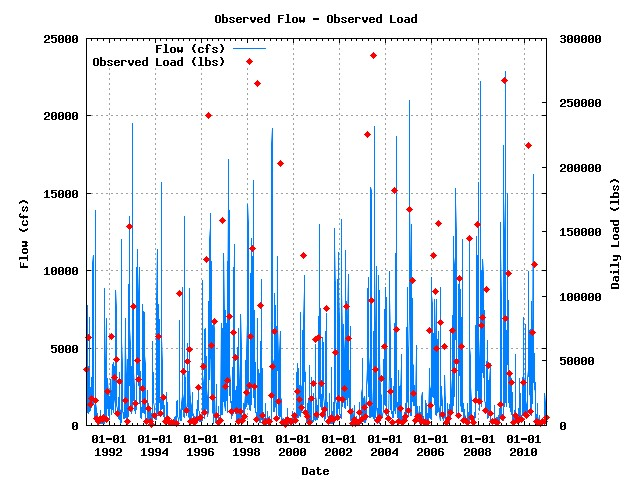 Observed Flow - Observed Load
25000 300000
Flow (cfs)
Observed Load (lbs)
20000 250000
200000
15000
150000
10000
100000
5000
50000
0 0
Flow (cfs)
Daily Load (lbs)
01-01 01-01 01-01 01-01 01-01 01-01 01-01 01-01 01-01 01-01
1992 1994 1996 1998 2000 2002 2004 2006 2008 2010
Date